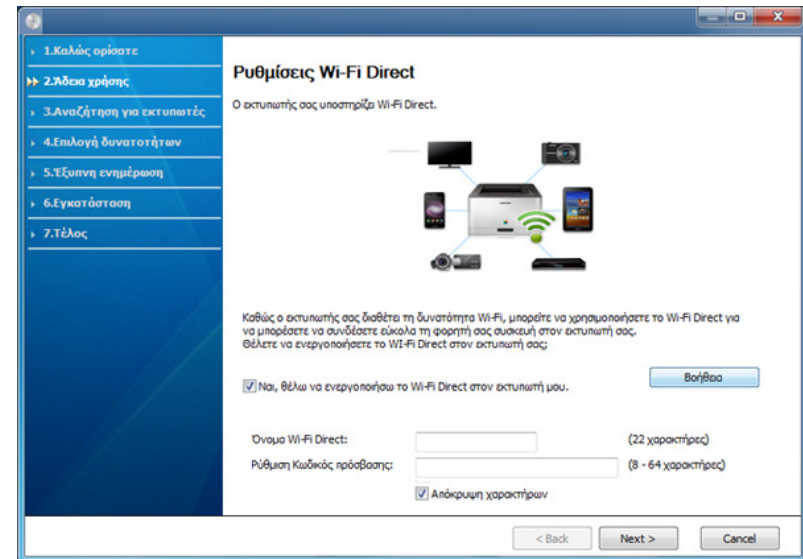 1.Καλώς ορίσατε
2.Άδεια χρήσης
3.Αναζήτηση για εκτυπωτές
4.Επιλογή δυνατοτήτων
5.Έξυπνη ενημέρωση
6.Εγκατάσταση
7.Τέλος
Ρυθμίσεις Wi-Fi Direct
Ο εκτυπωτής σας υποστηρίζει Wi-Fi Direct.
Καθώς ο εκτυπωτής σας διαθέτει τη δυνατότητα Wi-Fi, μπορείτε να χρησιμοποιήσετε το Wi-Fi Direct για
να μπορέσετε να συνδέσετε εύκολα τη φορητή σας συσκευή στον εκτυπωτή σας.
Θέλετε να ενεργοποιήσετε το WI-Fi Direct στον εκτυπωτή σας;
Ναι, θέλω να ενεργοποιήσω το Wi-Fi Direct στον εκτυπωτή μου.
Βοήθεια
Όνομα Wi-Fi Direct:
(22 χαρακτήρες)
Ρύθμιση Κωδικός πρόσβασης:
(8 - 64 χαρακτήρες)
Απόκρυψη χαρακτήρων
< Back
Next >
Cancel